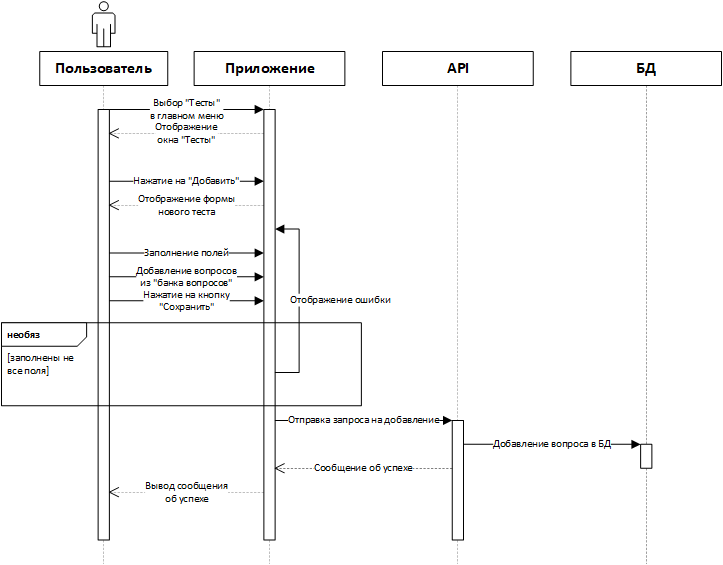 Пользователь
Приложение
API
БД
Выбор "Тесты"
в главном меню
Отображение
окна "Тесты"
Нажатие на "Добавить"
Отображение формы
нового теста
Заполнение полей
Добавление вопросов
из "банка вопросов"
Нажатие на кнопку
"Сохранить"
Отображение ошибки
необяз
[заполнены не
все поля]
Отправка запроса на добавление
Добавление вопроса в БД
Сообщение об успехе
Вывод сообщения
об успехе